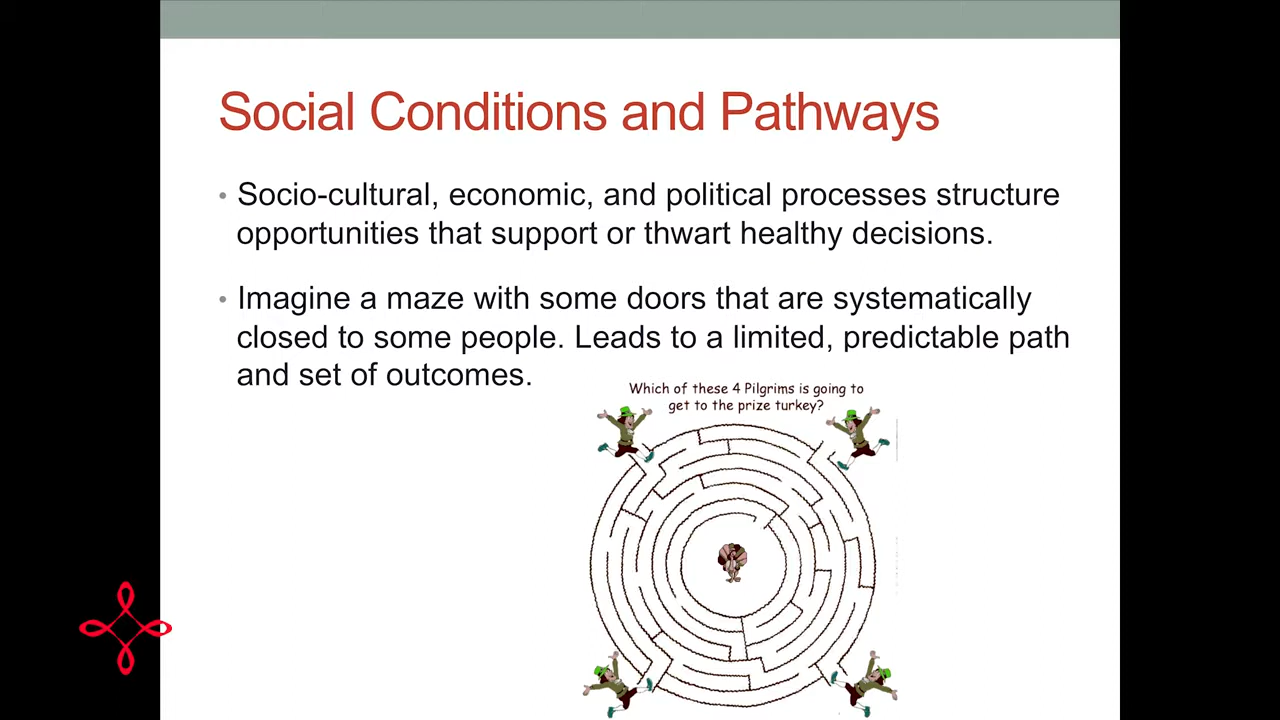 Social Conditions and Pathways
• Socio-cultural, economic, and political processes structure
opportunities that support or thwart healthy decisions.
• Imagine a maze with some doors that are systematically
closed to some people. Leads to a limited, predictable path
and set of outcomes.
Which of these 4 Pilgrims is going to
get to the prize turkey?